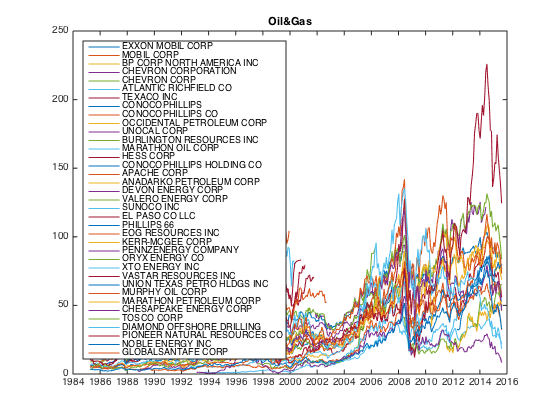 Oil&Gas
250
200
150
100
50
0
EXXON MOBIL CORP
MOBIL CORP
BP CORP NORTH AMERICA INC
CHEVRON CORPORATION
CHEVRON CORP
ATLANTIC RICHFIELD CO
TEXACO INC
CONOCOPHILLIPS
CONOCOPHILLIPS CO
OCCIDENTAL PETROLEUM CORP
UNOCAL CORP
BURLINGTON RESOURCES INC
MARATHON OIL CORP
HESS CORP
CONOCOPHILLIPS HOLDING CO
APACHE CORP
ANADARKO PETROLEUM CORP
DEVON ENERGY CORP
VALERO ENERGY CORP
SUNOCO INC
EL PASO CO LLC
PHILLIPS 66
EOG RESOURCES INC
KERR-MCGEE CORP
PENNZENERGY COMPANY
ORYX ENERGY CO
XTO ENERGY INC
VASTAR RESOURCES INC
UNION TEXAS PETRO HLDGS INC
MURPHY OIL CORP
MARATHON PETROLEUM CORP
CHESAPEAKE ENERGY CORP
TOSCO CORP
DIAMOND OFFSHORE DRILLING
PIONEER NATURAL RESOURCES CO
NOBLE ENERGY INC
GLOBALSANTAFE CORP
1984 1986 1988 1990 1992 1994 1996 1998 2000 2002 2004 2006 2008 2010 2012 2014 2016